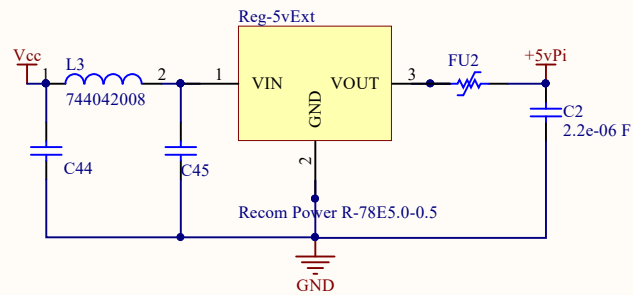 Reg-5vExt
Vcc
L3
1
2
744042008
1
VIN
VOUT
3
GND
2
FU2
+5vPi
C2
2.2e-06 F
C44
C45
Recom Power R-78E5.0-0.5
GND